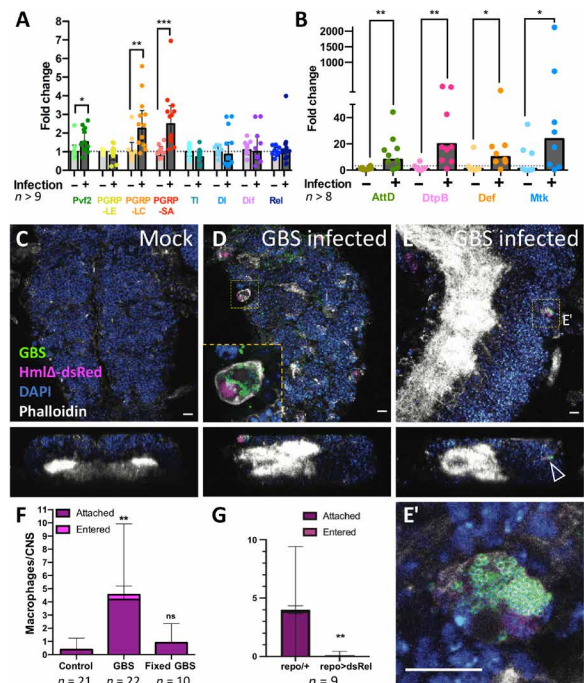 A
Fold change
8
7
6
5
4
3
2
1
0
*
**
***
Infection
– + – + – + – + – + – + – + – +
n > 9
Pvf2 PGRP-LE PGRP-LC PGRP-SA Tl Dl Dif Rel
B
Fold change
2000
1500
1000
500
40
20
0
** ** * *
Infection – + – + – + – +
n > 8
AttD DtpB Def Mtk
C Mock
GBS
HmlΔ-dsRed
DAPI
Phalloidin
D GBS infected
E GBS infected
E'
F
Attached
Entered
Macrophages/CNS
11
10
9
8
7
6
5
4
3
2
1
0
**
ns
Control GBS Fixed GBS
n = 21 n = 22 n = 10
G
Attached
Entered
10
5
0
**
repo/+ repo>dsRel
n = 9
E'